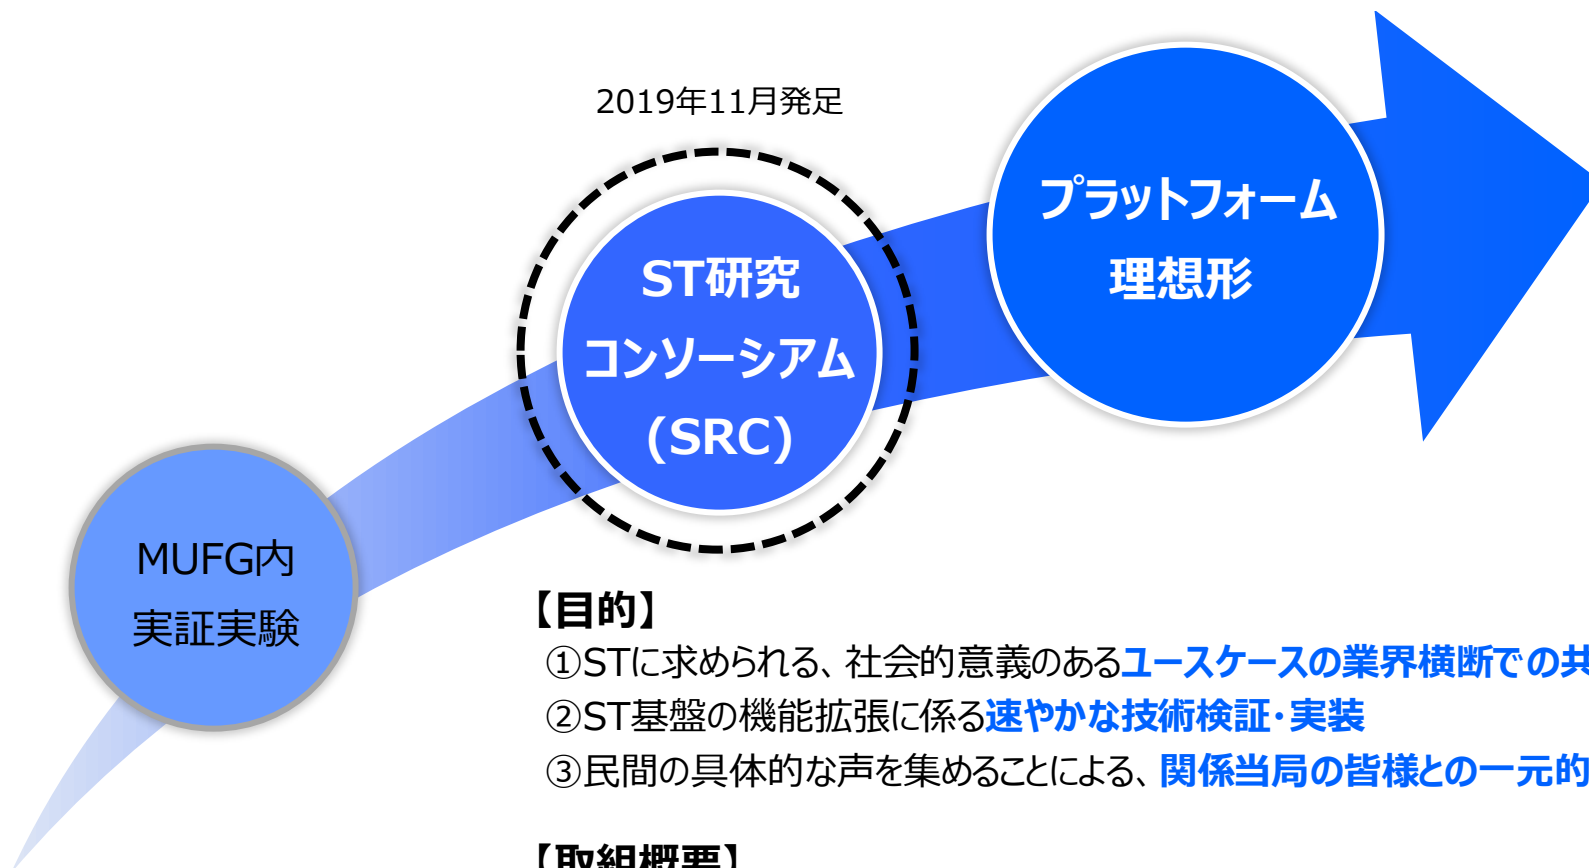 2019年11月発足
プラットフォーム
理想形
ST研究
コンソーシアム
(SRC)
MUFG内
実証実験
【目的】
①STに求められる、社会的意義のあるユースケースの業界横断での共
②ST基盤の機能拡張に係る速やかな技術検証・実装
③民間の具体的な声を集めることによる、関係当局の皆様との一元的
【取組概要】